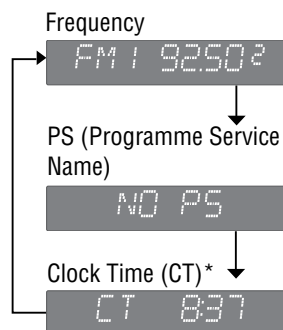 Frequency
FM1 92.50 2
PS (Programme Service
Name)
NO PS
Clock Time (CT)*
CT 8:37